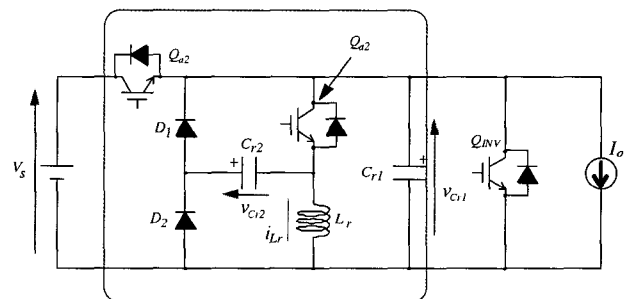 Qa2
Qa2
D1
Cr2
+
+
Cr1
QINV
Io
Vs
vCr2
vCr1
D2
iLr
Lr